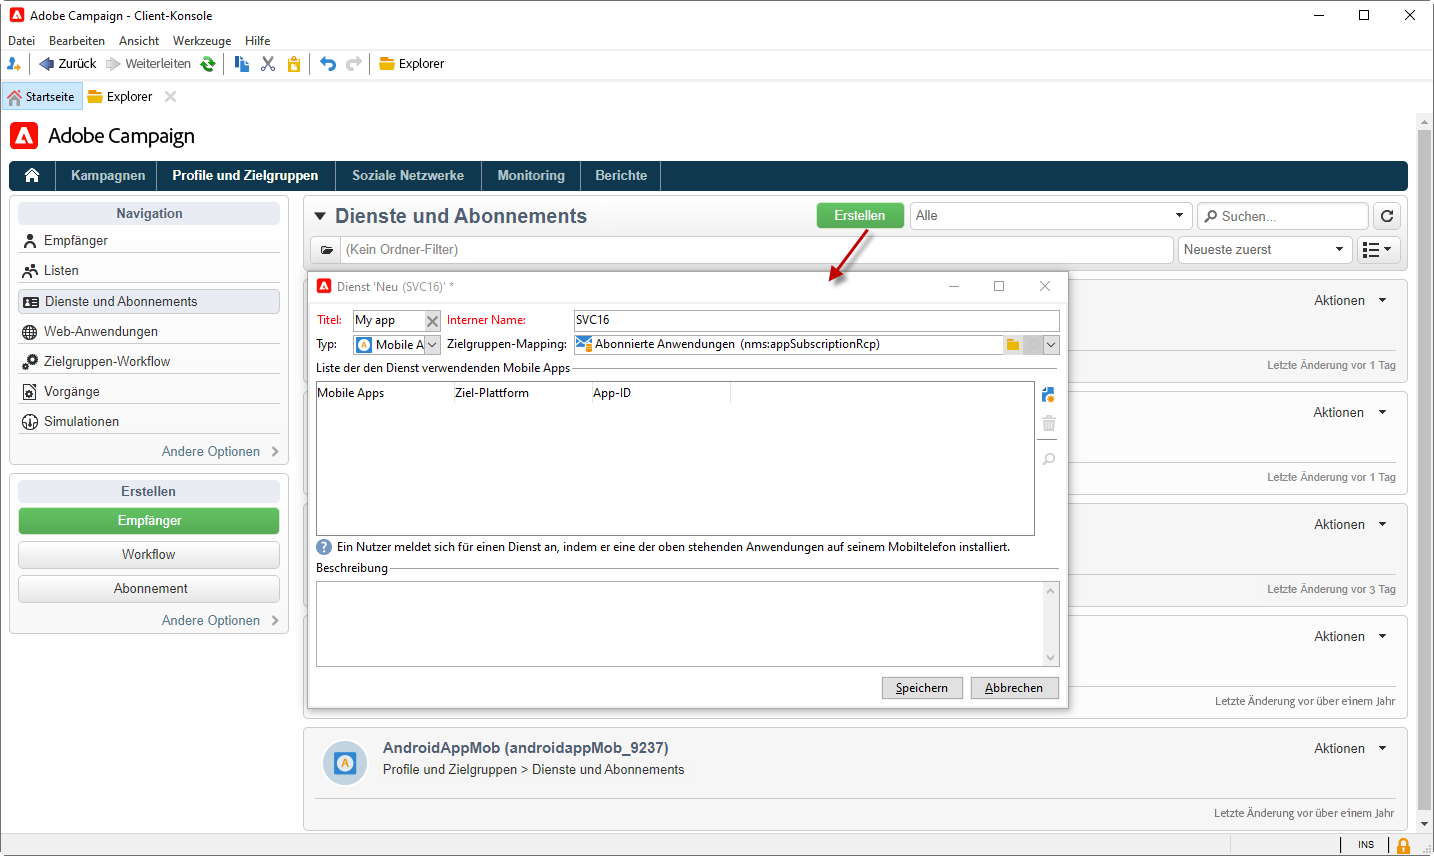 Adobe Campaign - Client-Konsole
Datei Bearbeiten Ansicht Werkzeuge Hilfe
Zurück Weiterleiten Explorer
Startseite Explorer
Adobe Campaign
Kampagnen Profile und Zielgruppen Soziale Netzwerke Monitoring Berichte
Navigation
Empfänger
Listen
Dienste und Abonnements
Web-Anwendungen
Zielgruppen-Workflow
Vorgänge
Simulationen
Andere Optionen
Erstellen
Empfänger
Workflow
Abonnement
Andere Optionen
Dienste und Abonnements Erstellen Alle Suchen...
(Kein Ordner-Filter) Neueste zuerst
Dienst 'Neu (SVC16)' *
Titel: My app Interner Name: SVC16
Typ: Mobile A Zielgruppen-Mapping: Abonnierte Anwendungen (nms:appSubscriptionRcp)
Liste der den Dienst verwendenden Mobile Apps
Mobile Apps Ziel-Plattform App-ID
Ein Nutzer meldet sich für einen Dienst an, indem er eine der oben stehenden Anwendungen auf seinem Mobiltelefon installiert.
Beschreibung
Speichern Abbrechen
Aktionen
Letzte Änderung vor 1 Tag
Aktionen
Letzte Änderung vor 1 Tag
Aktionen
Letzte Änderung vor 3 Tag
Aktionen
Letzte Änderung vor über einem Jahr
AndroidAppMob (androidappMob_9237) Aktionen
Profile und Zielgruppen > Dienste und Abonnements
Letzte Änderung vor über einem Jahr
INS